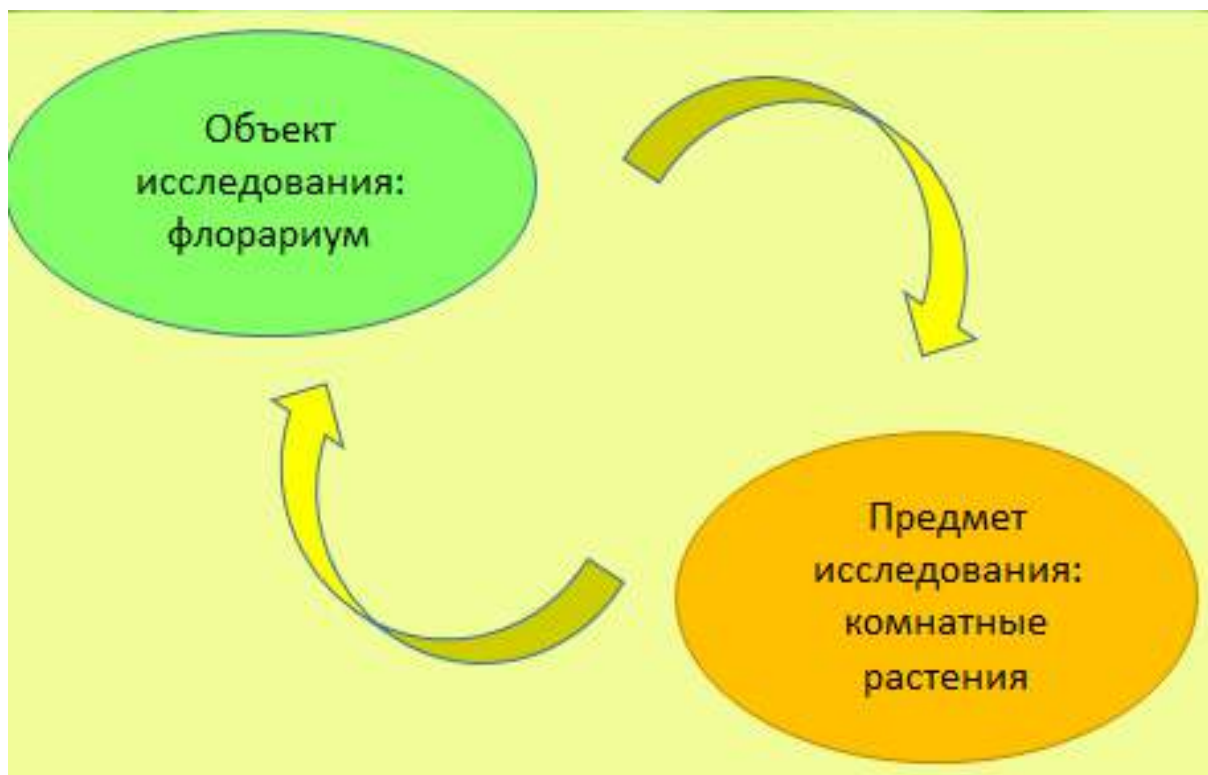 Объект
исследования:
флорариум
Предмет
исследования:
комнатные
растения